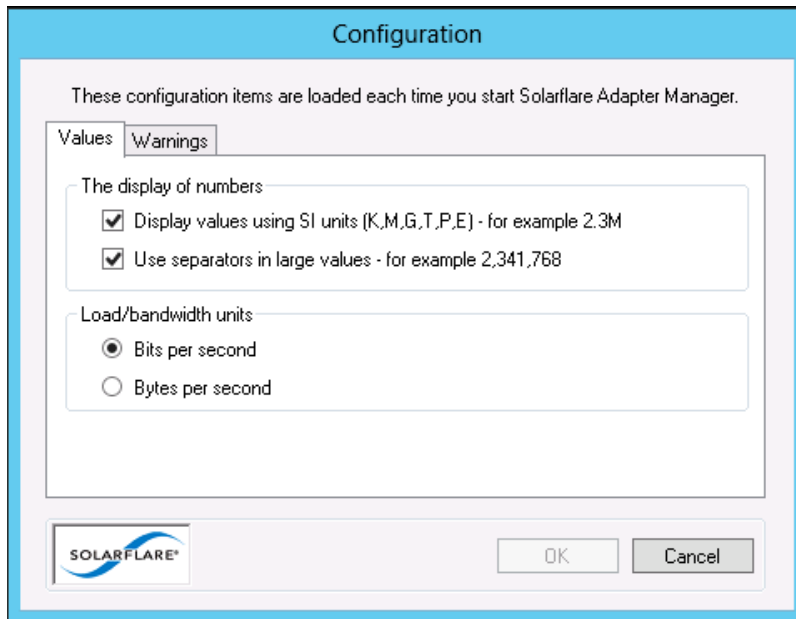 Configuration
These configuration items are loaded each time you start Solarflare Adapter Manager.
Values Warnings
The display of numbers
Display values using SI units (K,M,G,T,P,E) - for example 2.3M
Use separators in large values - for example 2,341,768
Load/bandwidth units
Bits per second
Bytes per second
SOLARFLARE®
OK Cancel